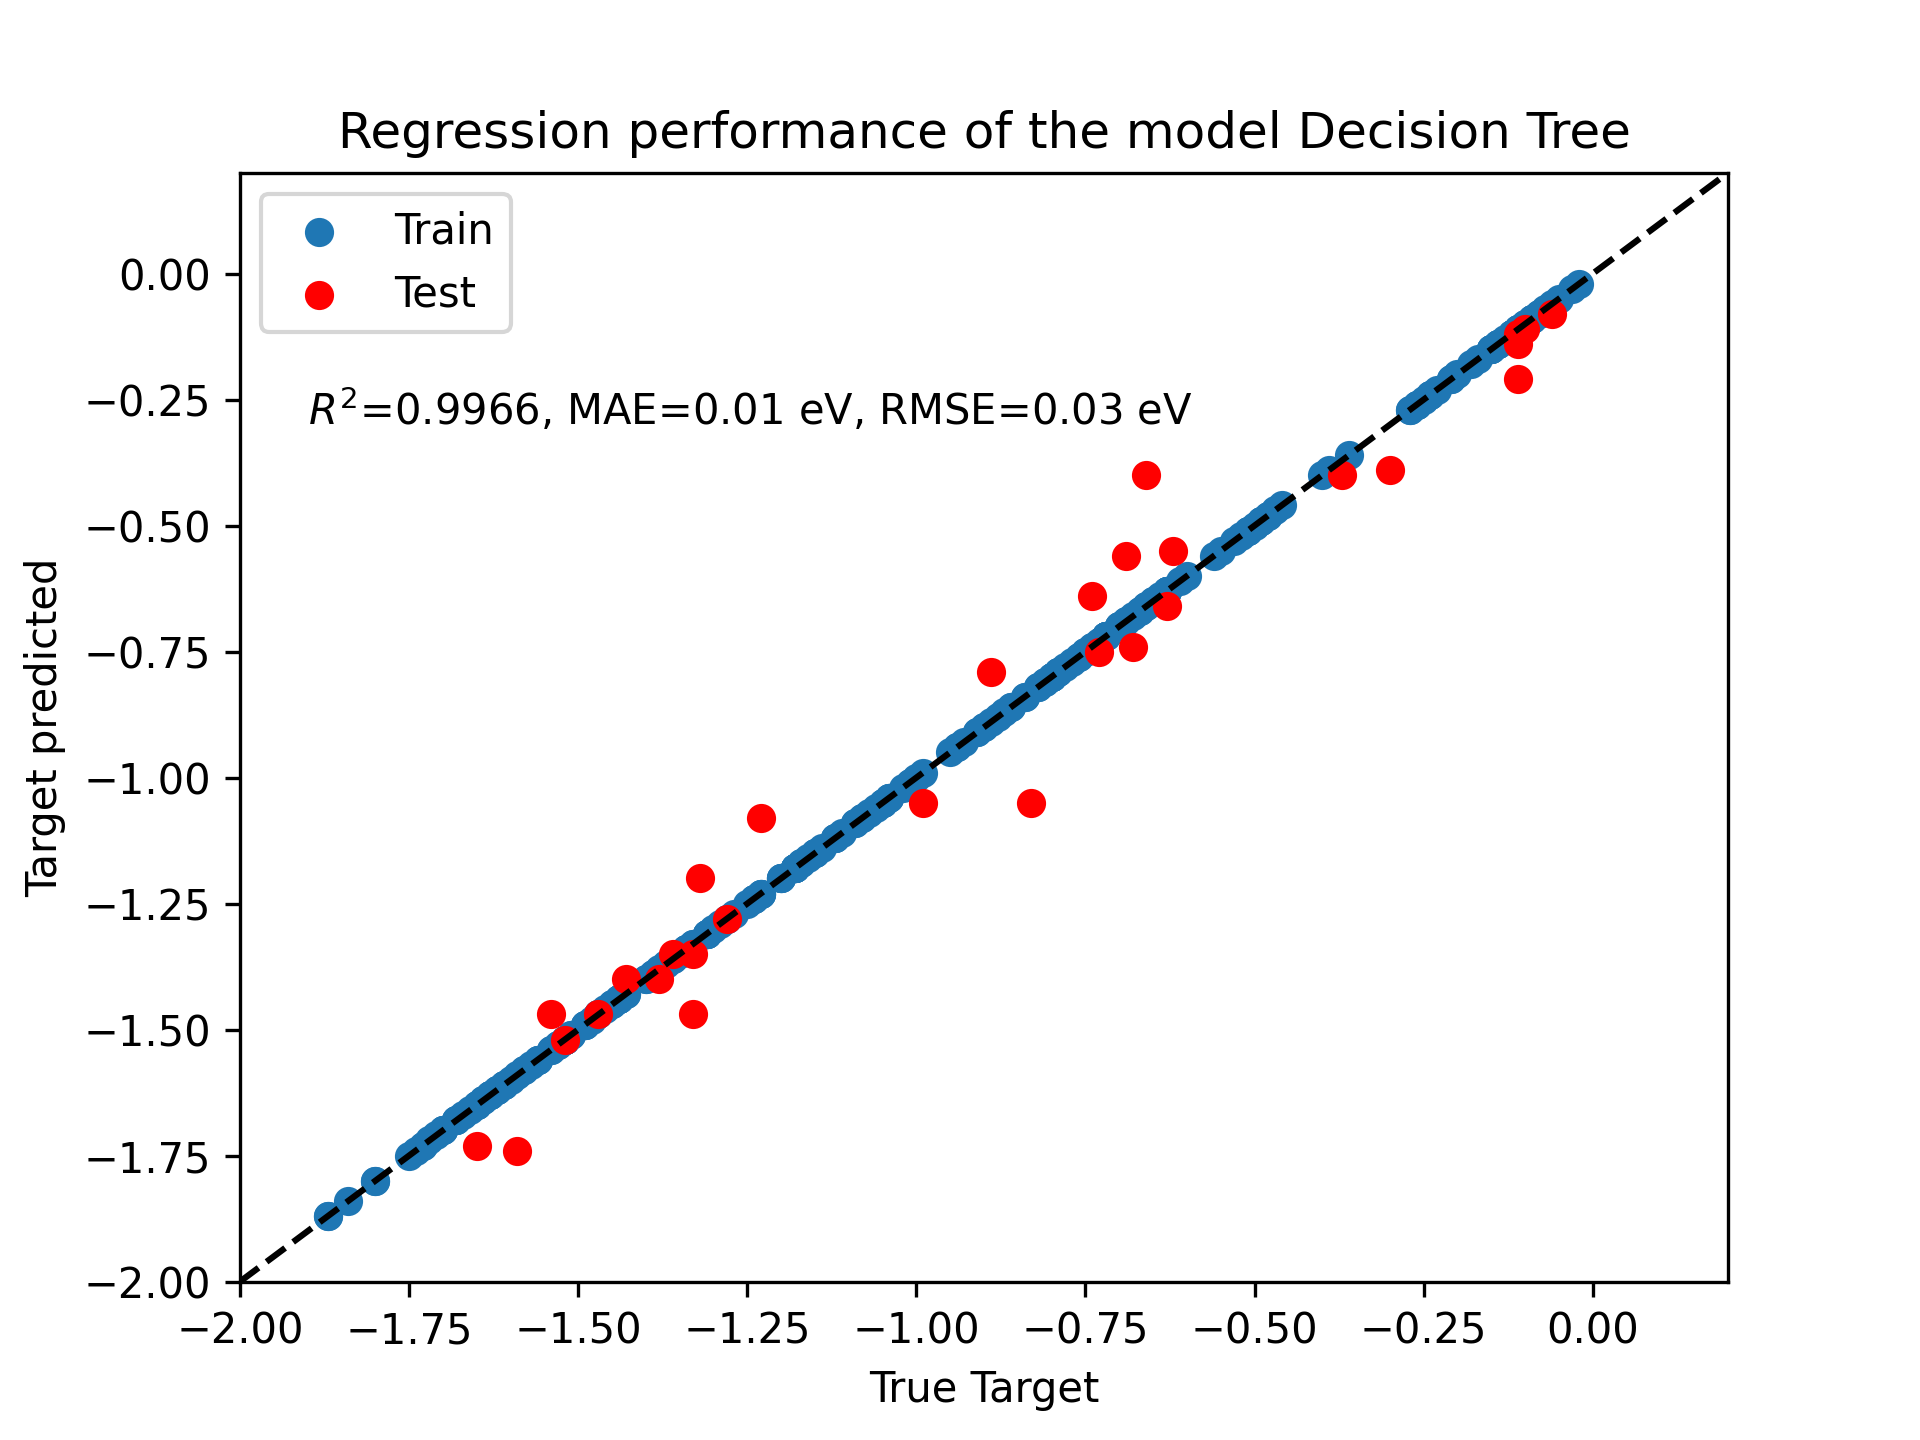 Regression performance of the model Decision Tree
Train
Test
R²=0.9966, MAE=0.01 eV, RMSE=0.03 eV
Target predicted
0.00
−0.25
−0.50
−0.75
−1.00
−1.25
−1.50
−1.75
−2.00
−2.00 −1.75 −1.50 −1.25 −1.00 −0.75 −0.50 −0.25 0.00
True Target